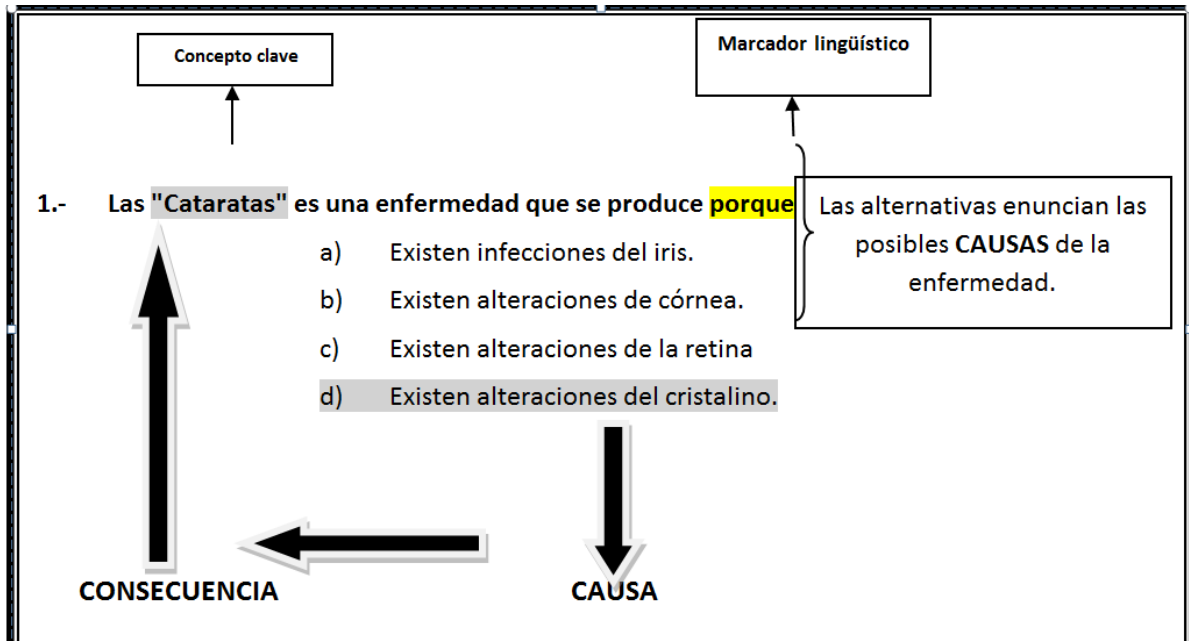 Concepto clave
Marcador lingüístico
1.- Las "Cataratas" es una enfermedad que se produce porque
a) Existen infecciones del iris.
b) Existen alteraciones de córnea.
c) Existen alteraciones de la retina
d) Existen alteraciones del cristalino.
Las alternativas enuncian las
posibles CAUSAS de la
enfermedad.
CONSECUENCIA
CAUSA